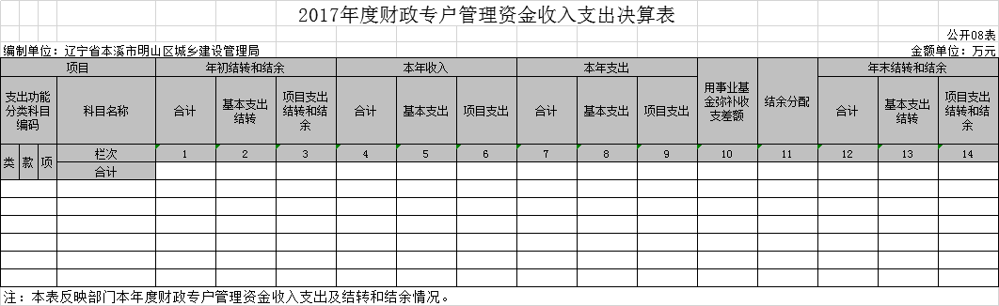 2017年度财政专户管理资金收入支出决算表
公开08表
编制单位：辽宁省本溪市明山区城乡建设管理局 金额单位：万元
项目 年初结转和结余 本年收入 本年支出 用事业基金弥补收支差额 结余分配 年末结转和结余
支出功能分类科目编码 科目名称 合计 基本支出结转 项目支出结转和结余 合计 基本支出 项目支出 合计 基本支出 项目支出 合计 基本支出结转 项目支出结转和结余
类 款 项 栏次 1 2 3 4 5 6 7 8 9 10 11 12 13 14
合计
注：本表反映部门本年度财政专户管理资金收入支出及结转和结余情况。